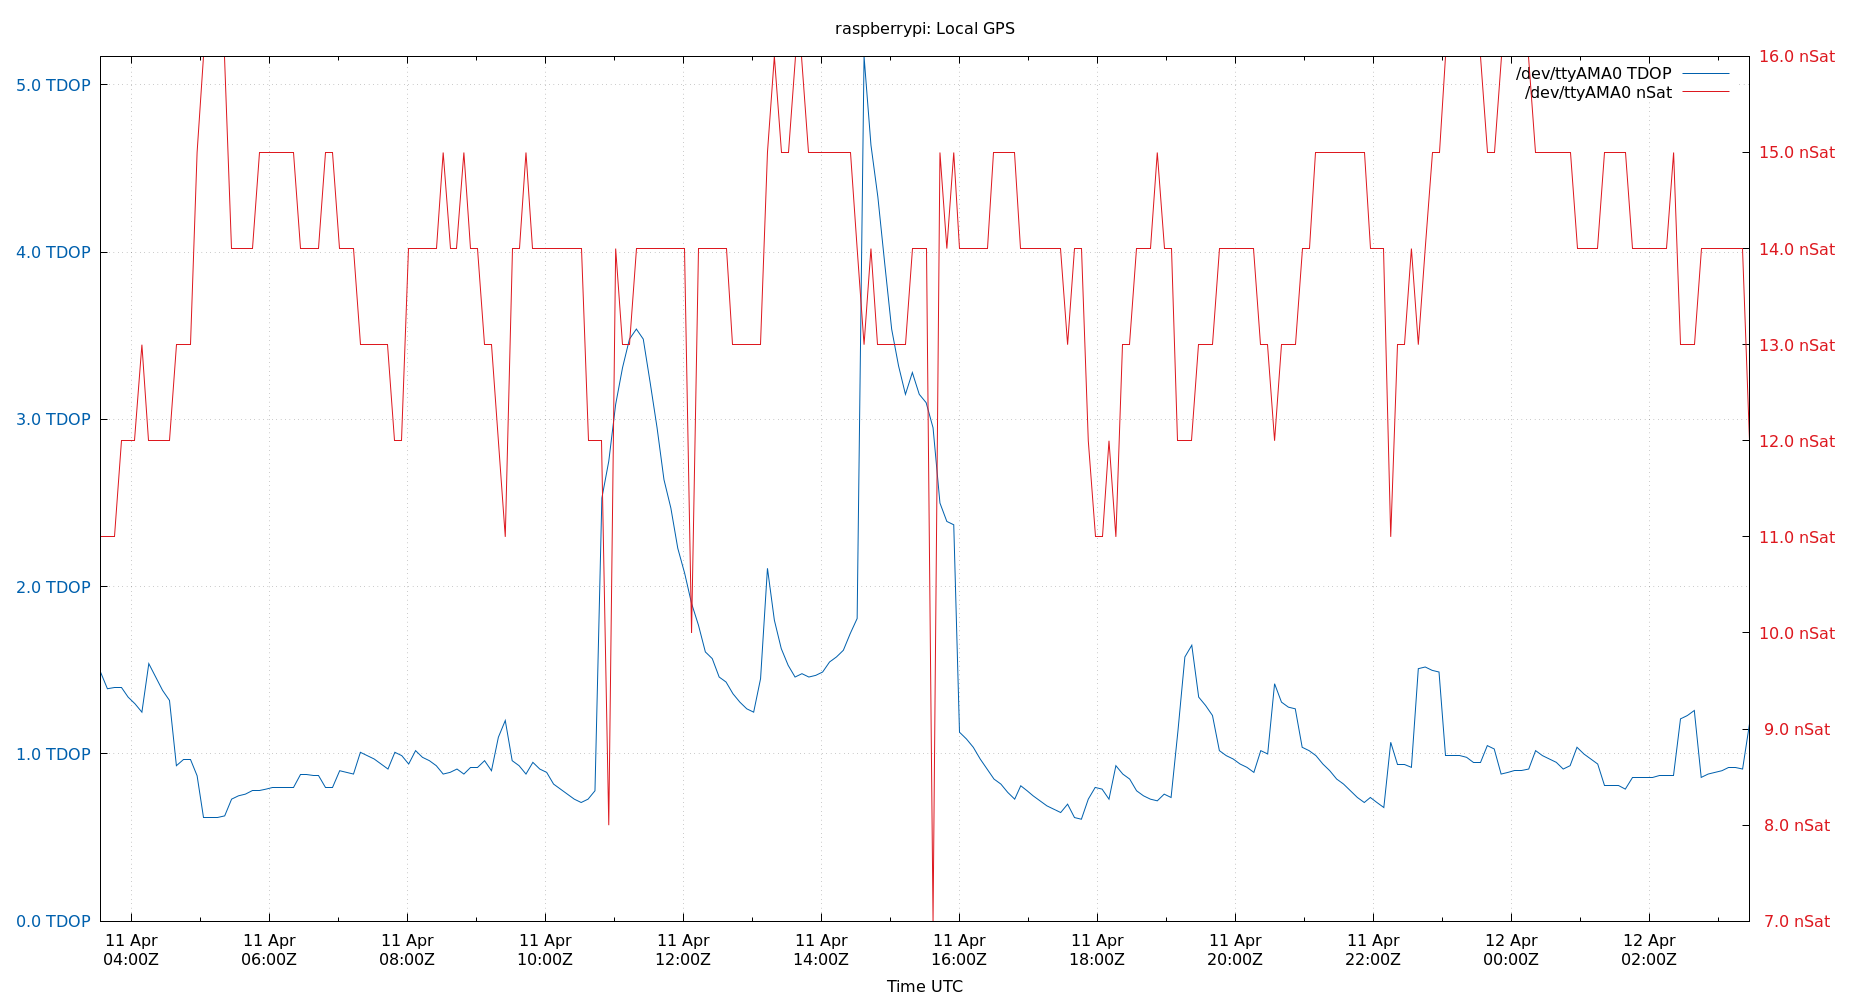 raspberrypi: Local GPS
/dev/ttyAMA0 TDOP
/dev/ttyAMA0 nSat
5.0 TDOP
4.0 TDOP
3.0 TDOP
2.0 TDOP
1.0 TDOP
0.0 TDOP
16.0 nSat
15.0 nSat
14.0 nSat
13.0 nSat
12.0 nSat
11.0 nSat
10.0 nSat
9.0 nSat
8.0 nSat
7.0 nSat
11 Apr 11 Apr 11 Apr 11 Apr 11 Apr 11 Apr 11 Apr 11 Apr 11 Apr 11 Apr 12 Apr 12 Apr
04:00Z 06:00Z 08:00Z 10:00Z 12:00Z 14:00Z 16:00Z 18:00Z 20:00Z 22:00Z 00:00Z 02:00Z
Time UTC